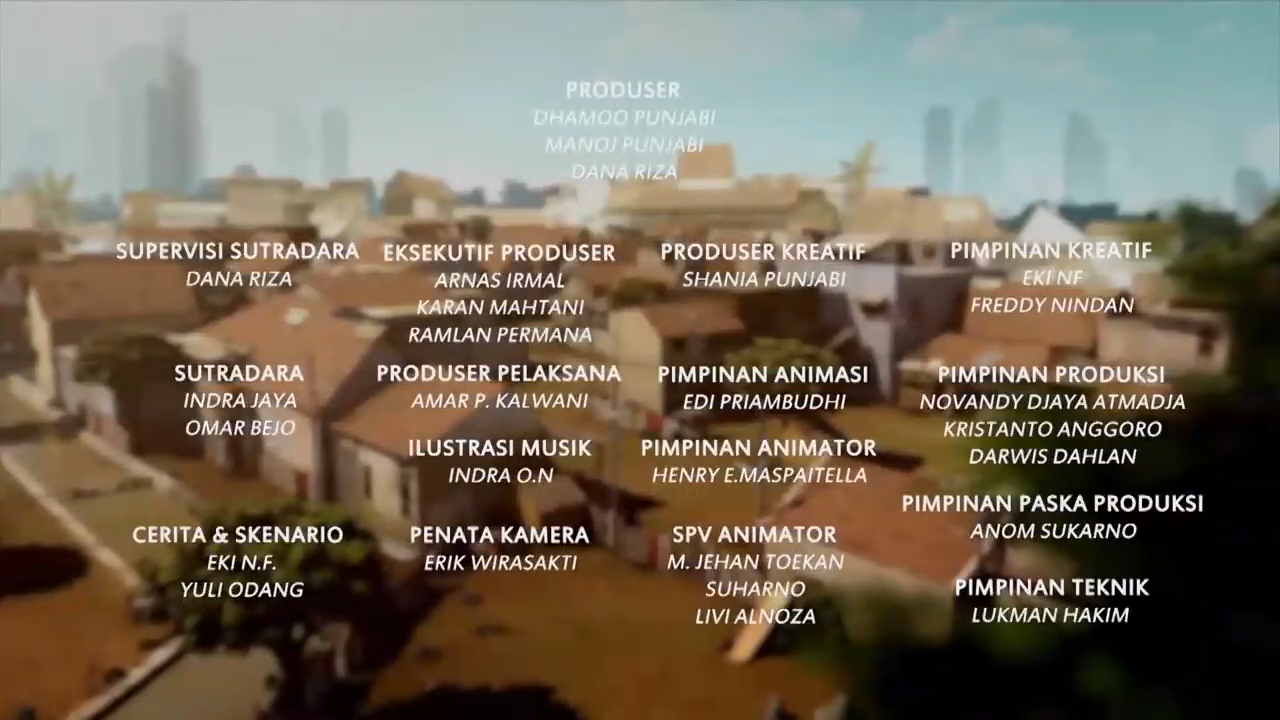 PRODUSER
DHAMOO PUNJABI
MANOJ PUNJABI
DANA RIZA
SUPERVISI SUTRADARA
DANA RIZA
EKSEKUTIF PRODUSER
ARNAS IRMAL
KARAN MAHTANI
RAMLAN PERMANA
PRODUSER KREATIF
SHANIA PUNJABI
PIMPINAN KREATIF
EKI NF
FREDDY NINDAN
SUTRADARA
INDRA JAYA
OMAR BEJO
PRODUSER PELAKSANA
AMAR P. KALWANI
PIMPINAN ANIMASI
EDI PRIAMBUDHI
PIMPINAN PRODUKSI
NOVANDY DJAYA ATMADJA
KRISTANTO ANGGORO
DARWIS DAHLAN
ILUSTRASI MUSIK
INDRA O.N
PIMPINAN ANIMATOR
HENRY E.MASPAITELLA
PIMPINAN PASKA PRODUKSI
ANOM SUKARNO
CERITA & SKENARIO
EKI N.F.
YULI ODANG
PENATA KAMERA
ERIK WIRASAKTI
SPV ANIMATOR
M. JEHAN TOEKAN
SUHARNO
LIVI ALNOZA
PIMPINAN TEKNIK
LUKMAN HAKIM